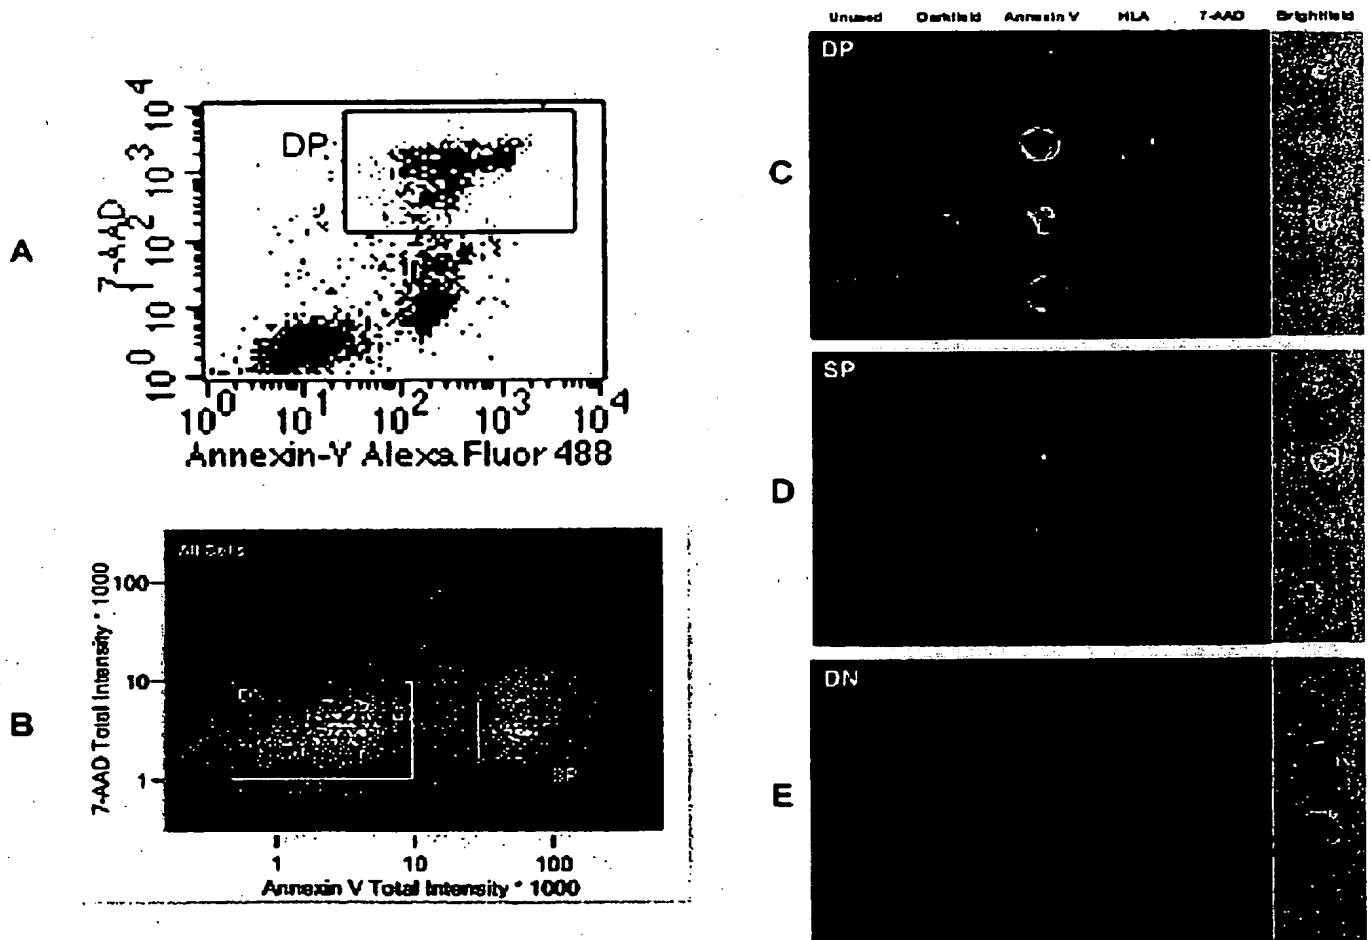 A
DP
7-AAD
10^4
10^3
10^2
10
10^0
10^0
10^1
10^2
10^3
10^4
Annexin-V Alexa Fluor 488
B
All Cells
7-AAD Total Intensity * 1000
100
10
1
DN
1
10
100
Annexin V Total Intensity * 1000
Unused Darkfield Annexin V HLA 7-AAD Brightfield
C
DP
D
SP
E
DN